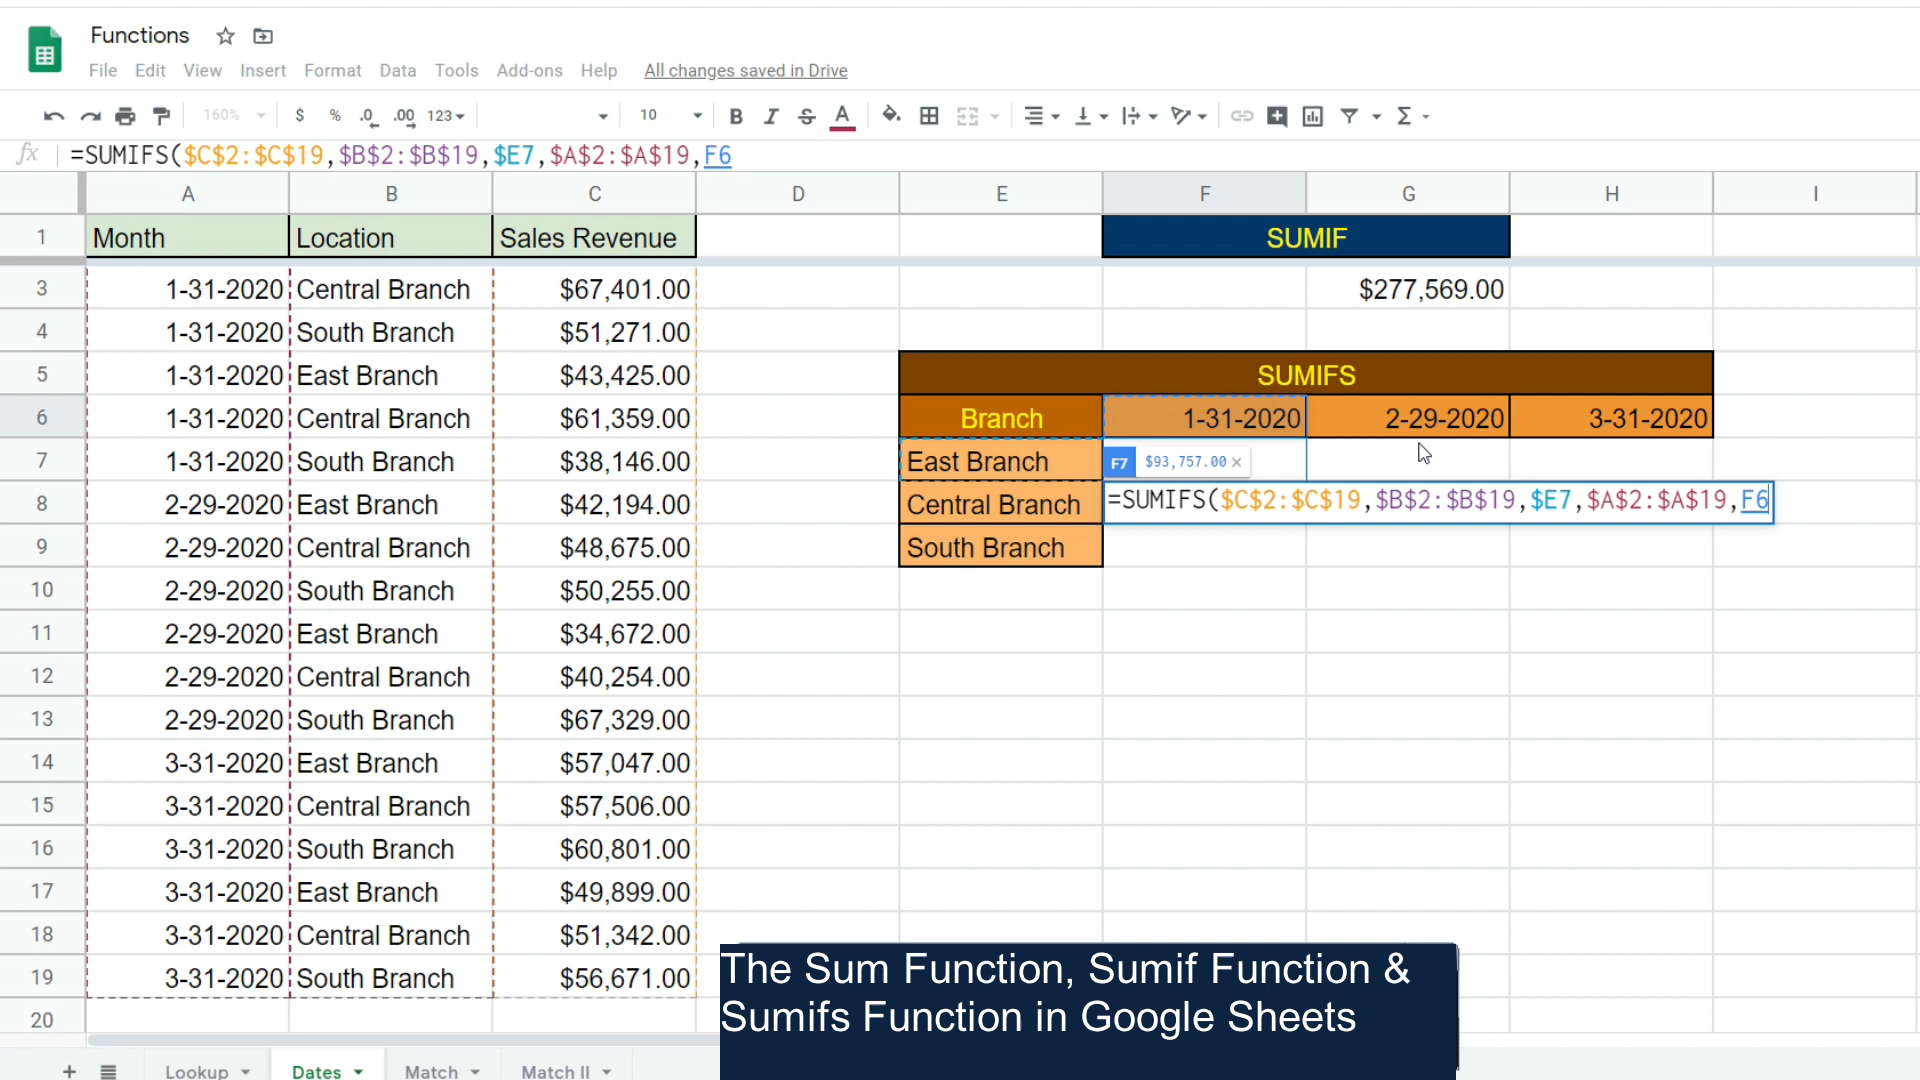 Functions
File Edit View Insert Format Data Tools Add-ons Help All changes saved in Drive
160% $ % .0 .00 123 10 B I S A
fx =SUMIFS($C$2:$C$19,$B$2:$B$19,$E7,$A$2:$A$19,F6
A B C D E F G H I
1 Month Location Sales Revenue SUMIF
3 1-31-2020 Central Branch $67,401.00 $277,569.00
4 1-31-2020 South Branch $51,271.00
5 1-31-2020 East Branch $43,425.00 SUMIFS
6 1-31-2020 Central Branch $61,359.00 Branch 1-31-2020 2-29-2020 3-31-2020
7 1-31-2020 South Branch $38,146.00 East Branch F7 $93,757.00 ×
8 2-29-2020 East Branch $42,194.00 Central Branch =SUMIFS($C$2:$C$19,$B$2:$B$19,$E7,$A$2:$A$19,F6
9 2-29-2020 Central Branch $48,675.00 South Branch
10 2-29-2020 South Branch $50,255.00
11 2-29-2020 East Branch $34,672.00
12 2-29-2020 Central Branch $40,254.00
13 2-29-2020 South Branch $67,329.00
14 3-31-2020 East Branch $57,047.00
15 3-31-2020 Central Branch $57,506.00
16 3-31-2020 South Branch $60,801.00
17 3-31-2020 East Branch $49,899.00
18 3-31-2020 Central Branch $51,342.00
19 3-31-2020 South Branch $56,671.00
20
The Sum Function, Sumif Function &
Sumifs Function in Google Sheets
+ Lookup Dates Match Match II